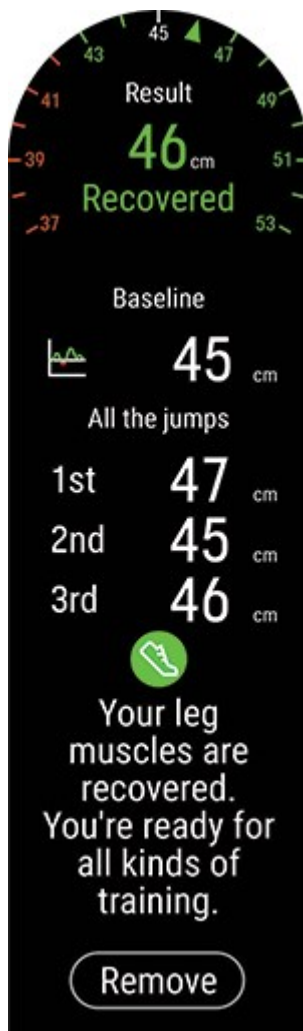 45
43
47
41
49
39
51
37
53
Result
46 cm
Recovered
Baseline
45 cm
All the jumps
1st 47 cm
2nd 45 cm
3rd 46 cm
Your leg
muscles are
recovered.
You're ready for
all kinds of
training.
Remove